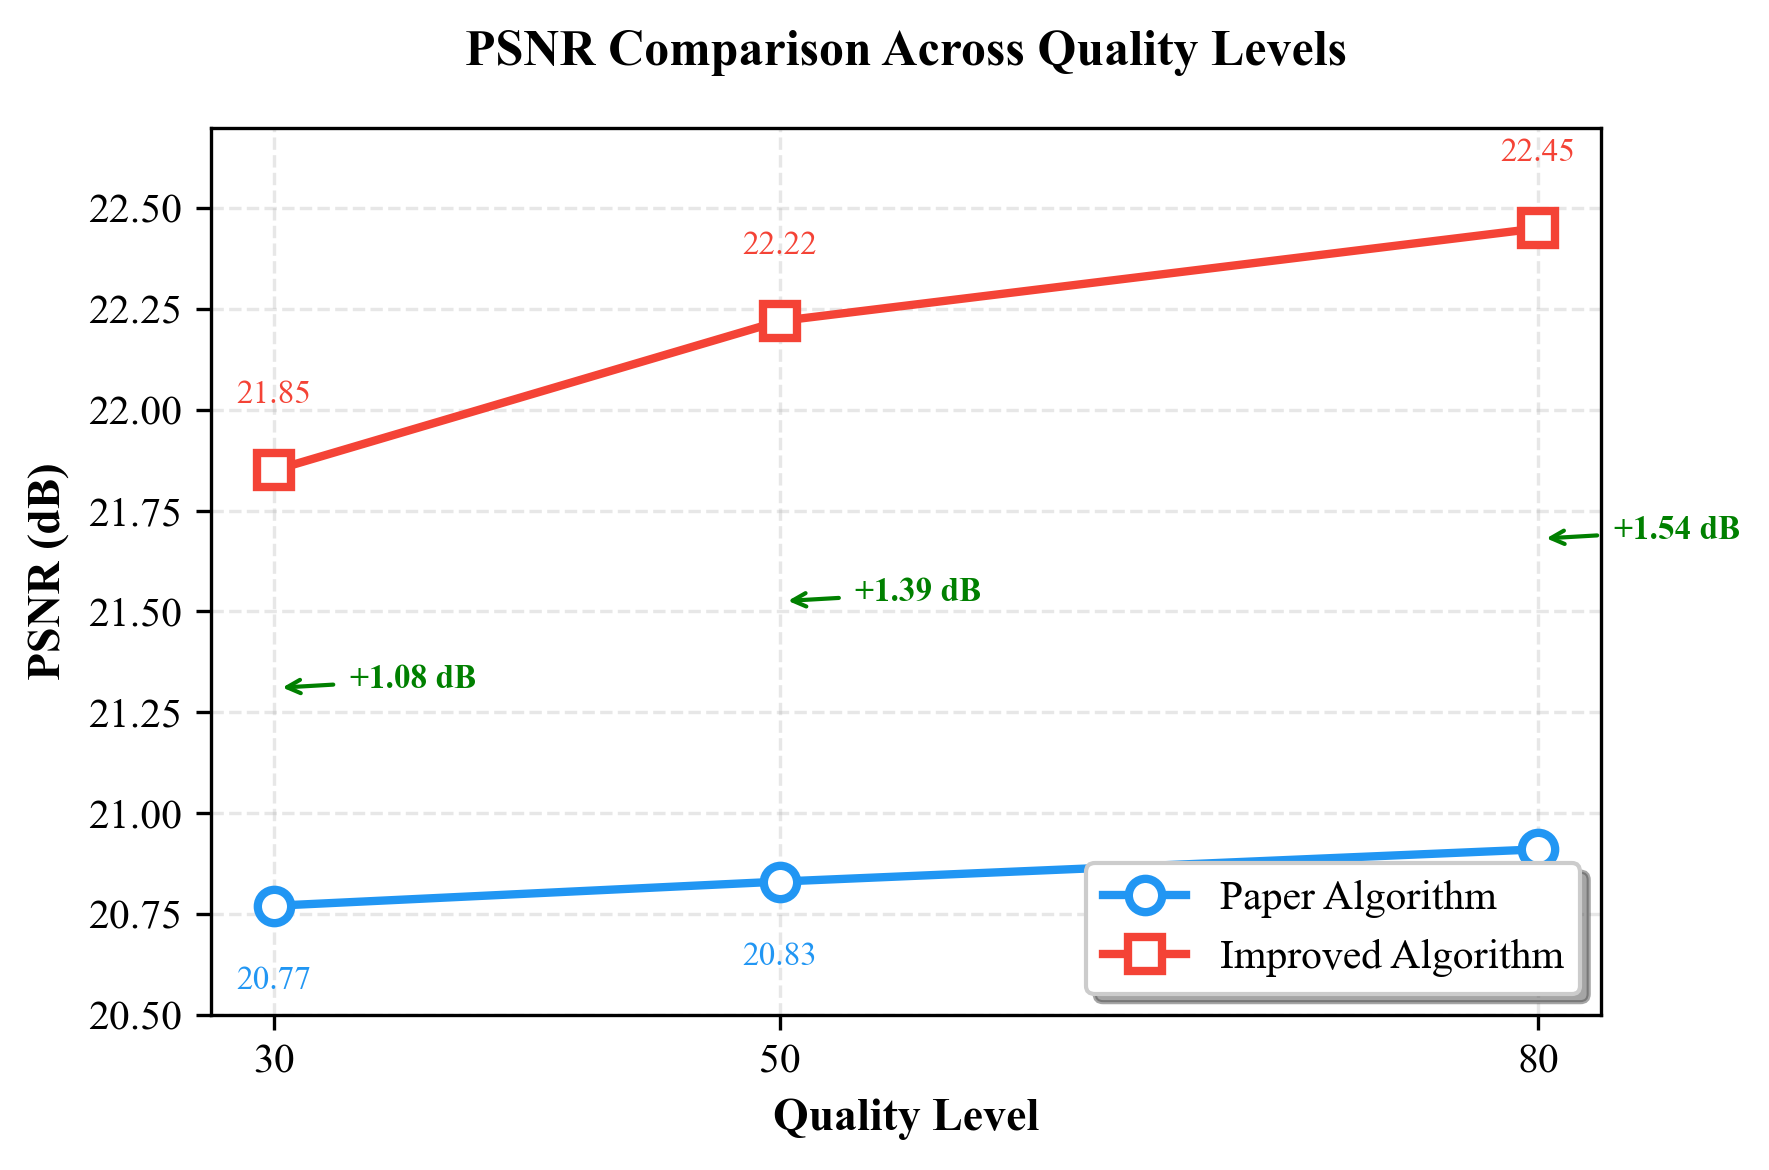 PSNR Comparison Across Quality Levels
PSNR (dB)
22.50
22.25
22.00
21.75
21.50
21.25
21.00
20.75
20.50
21.85
22.22
22.45
+1.08 dB
+1.39 dB
+1.54 dB
20.77
20.83
Paper Algorithm
Improved Algorithm
30
50
80
Quality Level